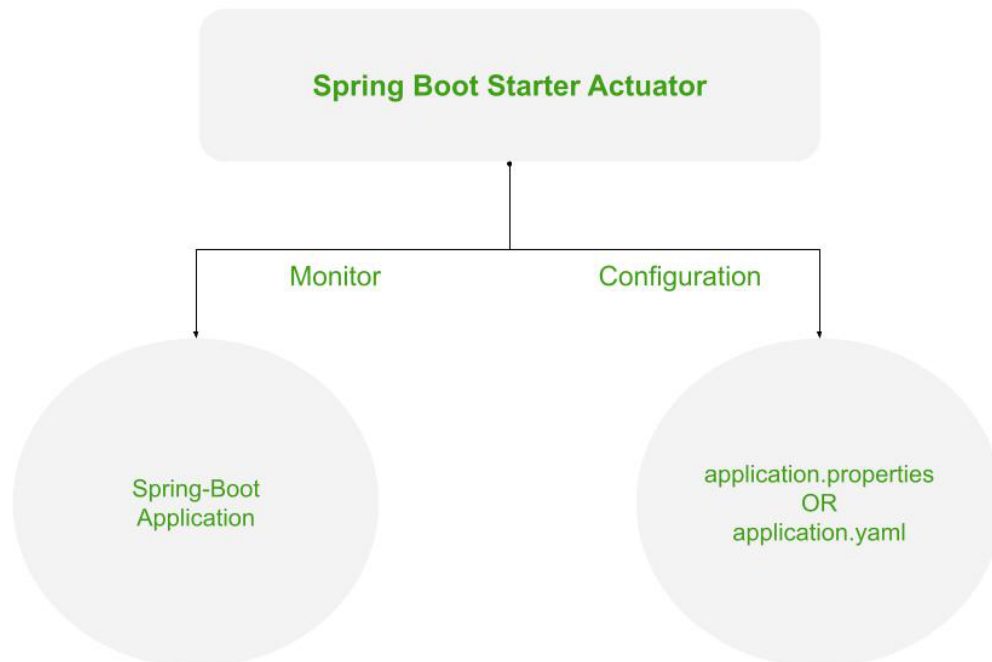 Spring Boot Starter Actuator
Monitor
Configuration
Spring-Boot
Application
application.properties
OR
application.yaml